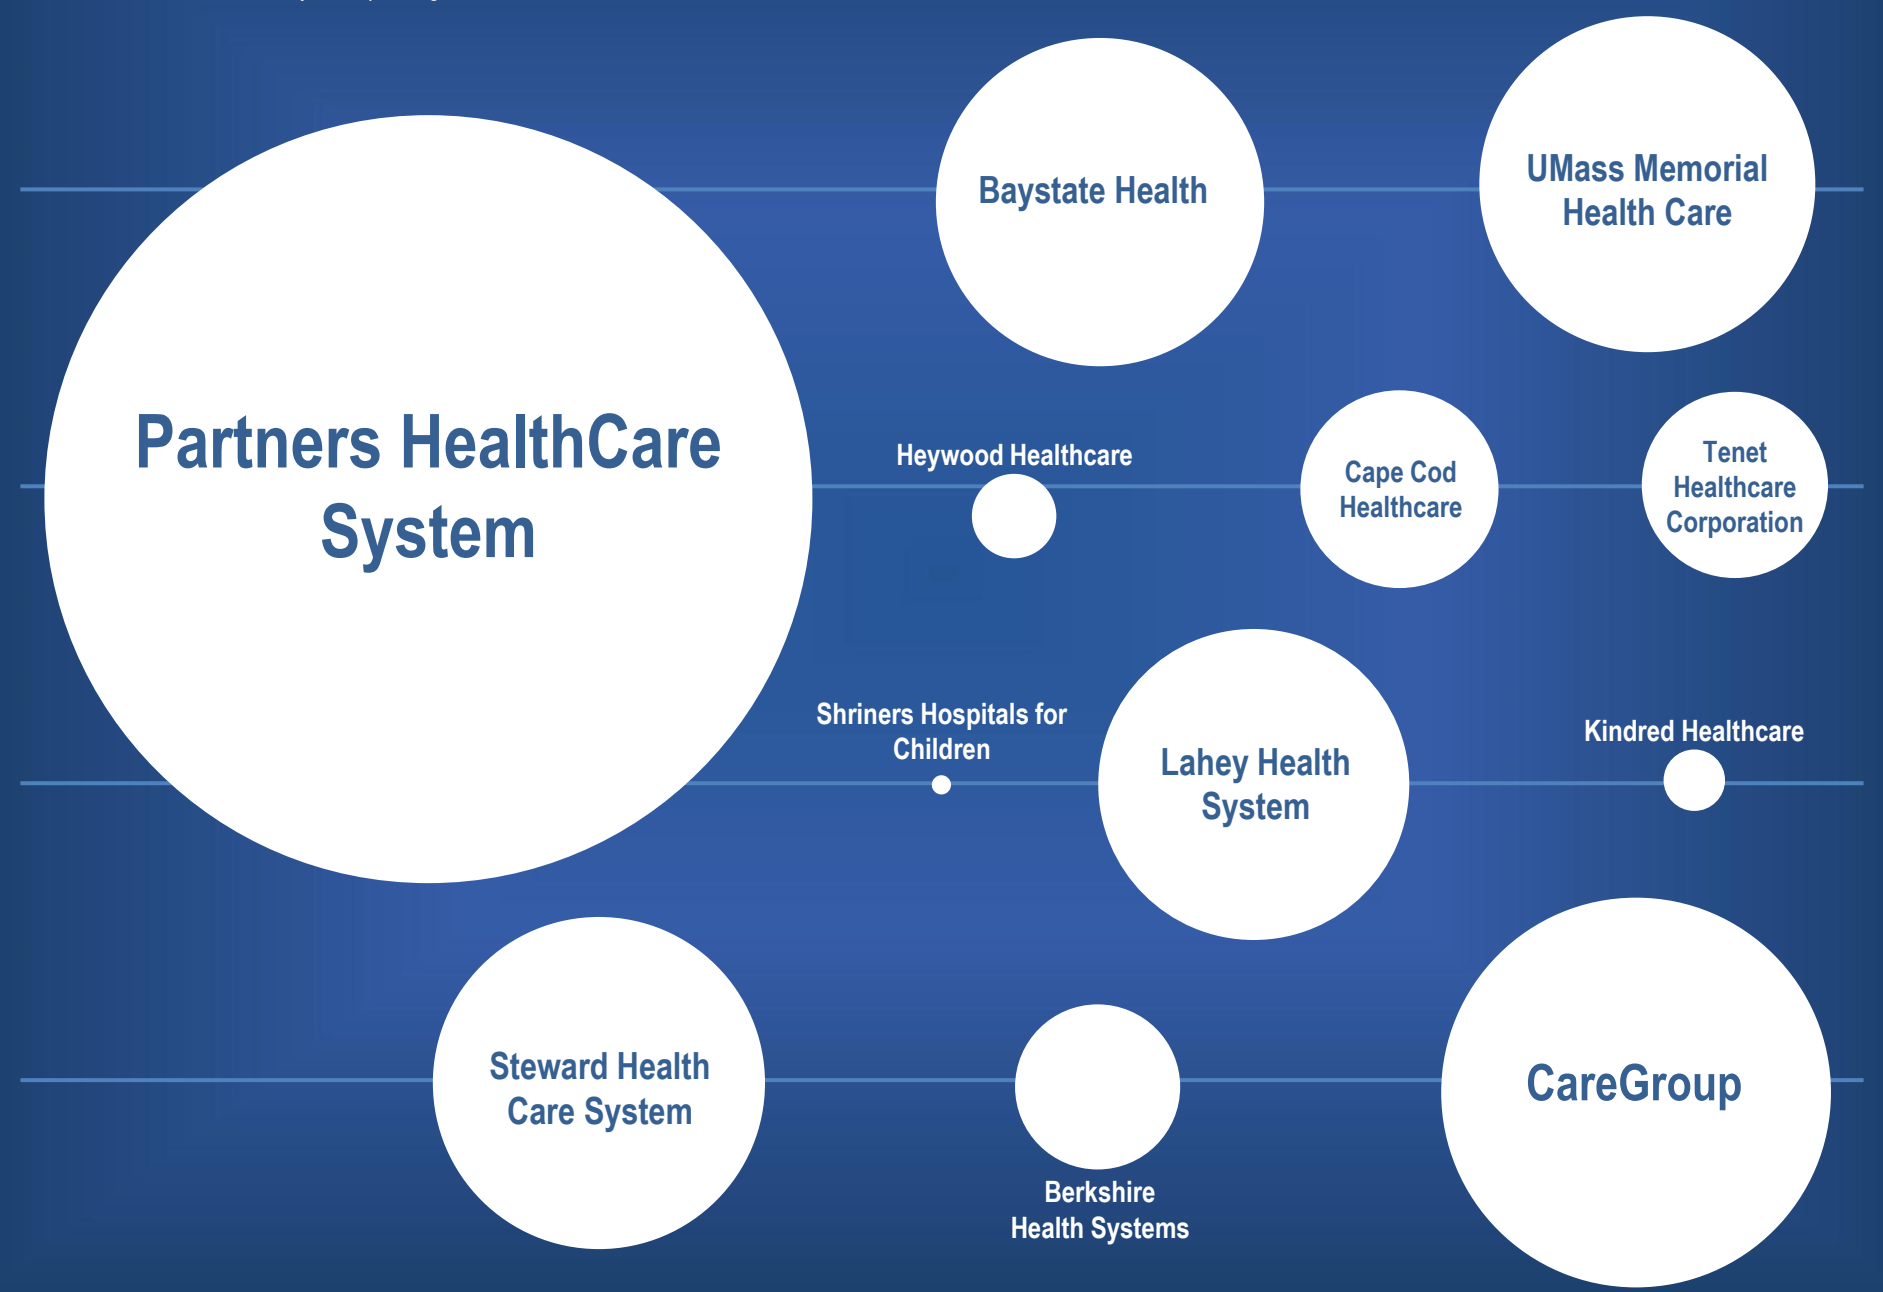 Baystate Health
UMass Memorial
Health Care
Partners HealthCare
System
Heywood Healthcare
Cape Cod
Healthcare
Tenet
Healthcare
Corporation
Shriners Hospitals for
Children
Lahey Health
System
Kindred Healthcare
Steward Health
Care System
CareGroup
Berkshire
Health Systems